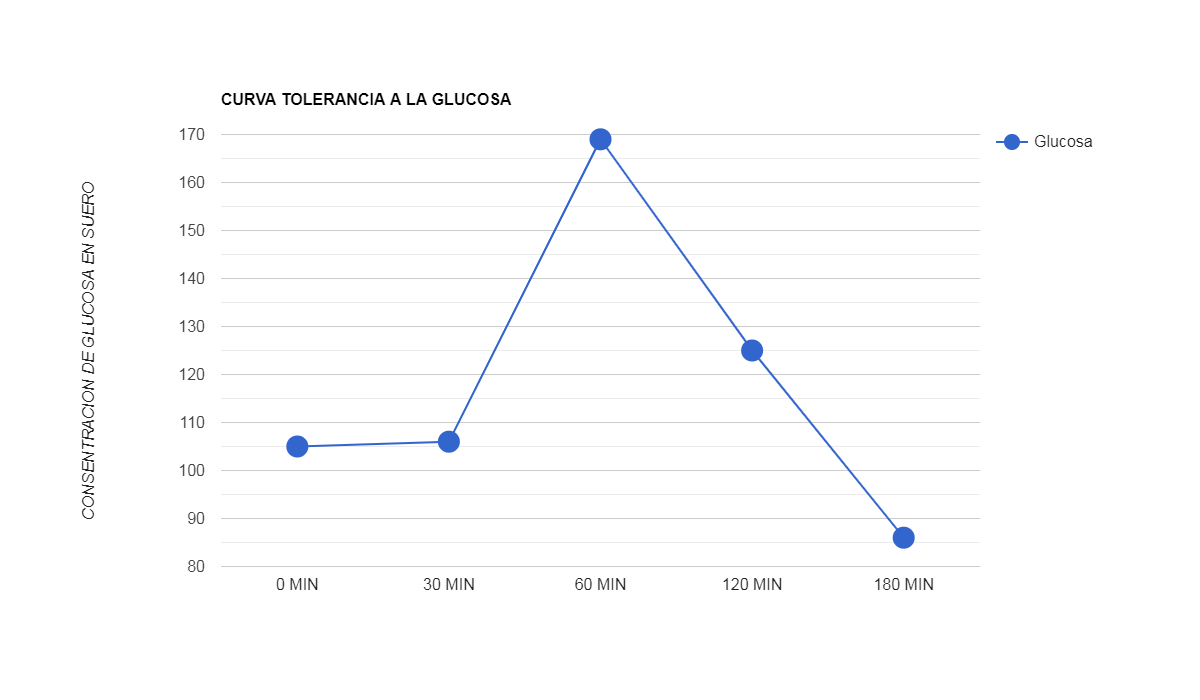 CURVA TOLERANCIA A LA GLUCOSA
CONSENTRACION DE GLUCOSA EN SUERO
170
160
150
140
130
120
110
100
90
80
0 MIN
30 MIN
60 MIN
120 MIN
180 MIN
Glucosa